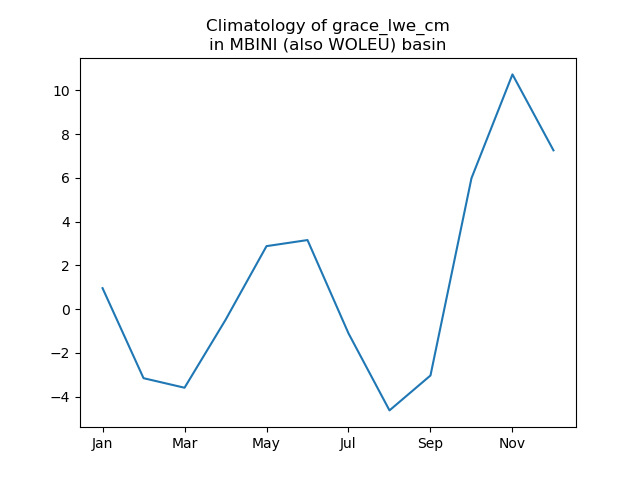 Climatology of grace_lwe_cm
in MBINI (also WOLEU) basin
10
8
6
4
2
0
−2
−4
Jan
Mar
May
Jul
Sep
Nov